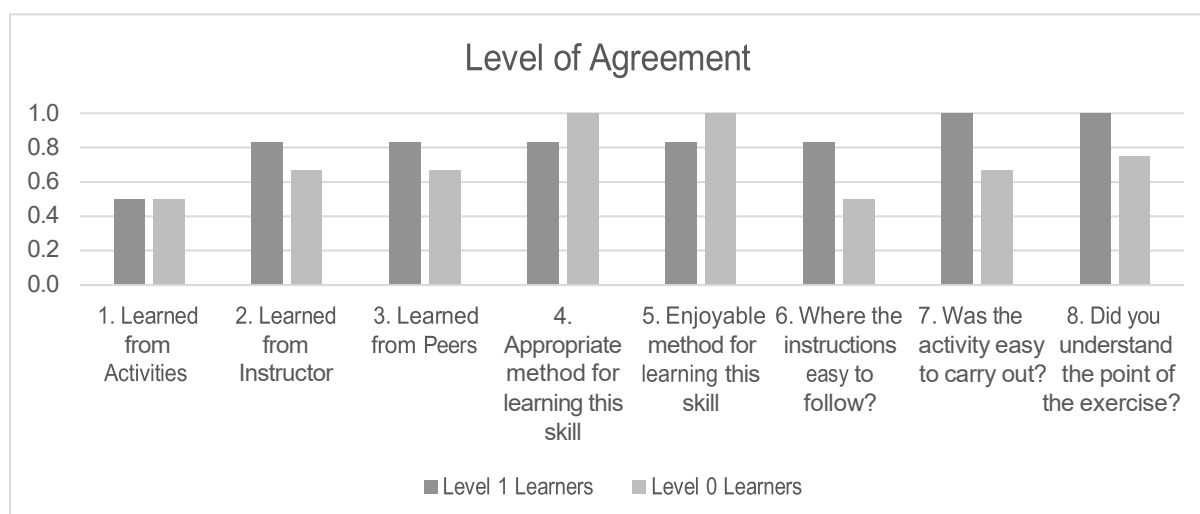 Level of Agreement
1.0
0.8
0.6
0.4
0.2
0.0
1. Learned
from
Activities
2. Learned
from
Instructor
3. Learned
from Peers
4.
Appropriate
method for
learning this
skill
5. Enjoyable
method for
learning this
skill
6. Where the
instructions
easy to
follow?
7. Was the
activity easy
to carry out?
8. Did you
understand
the point of
the exercise?
Level 1 Learners
Level 0 Learners